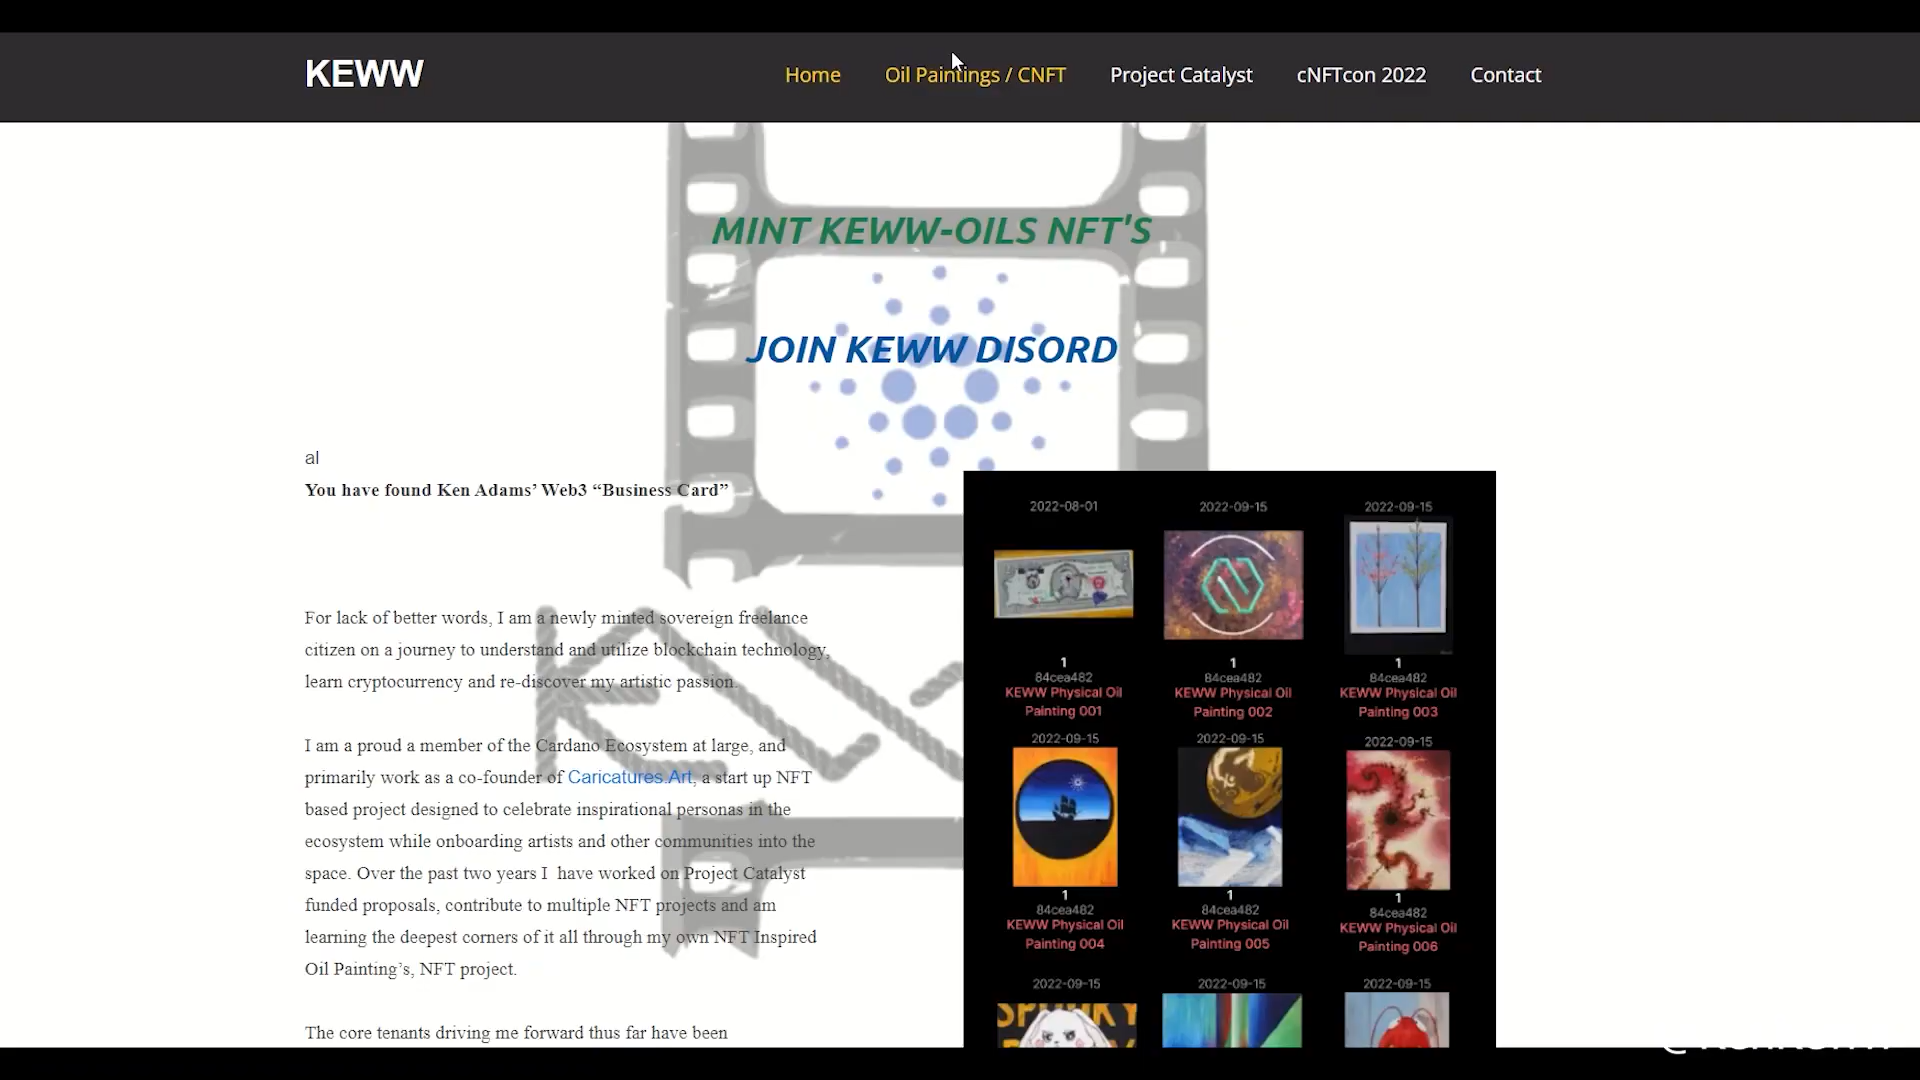 KEWW
Home
Oil Paintings / CNFT
Project Catalyst
cNFTcon 2022
Contact
MINT KEWW-OILS NFT'S
JOIN KEWW DISORD
al
You have found Ken Adams’ Web3 “Business Card”
For lack of better words, I am a newly minted sovereign freelance
citizen on a journey to understand and utilize blockchain technology,
learn cryptocurrency and re-discover my artistic passion.
I am a proud a member of the Cardano Ecosystem at large, and
primarily work as a co-founder of Caricatures.Art, a start up NFT
based project designed to celebrate inspirational personas in the
ecosystem while onboarding artists and other communities into the
space. Over the past two years I have worked on Project Catalyst
funded proposals, contribute to multiple NFT projects and am
learning the deepest corners of it all through my own NFT Inspired
Oil Painting’s, NFT project.
The core tenants driving me forward thus far have been
2022-08-01
1
84cea482
KEWW Physical Oil
Painting 001
2022-09-15
1
84cea482
KEWW Physical Oil
Painting 002
2022-09-15
1
84cea482
KEWW Physical Oil
Painting 003
2022-09-15
1
84cea482
KEWW Physical Oil
Painting 004
2022-09-15
1
84cea482
KEWW Physical Oil
Painting 005
2022-09-15
1
84cea482
KEWW Physical Oil
Painting 006
2022-09-15
2022-09-15
2022-09-15